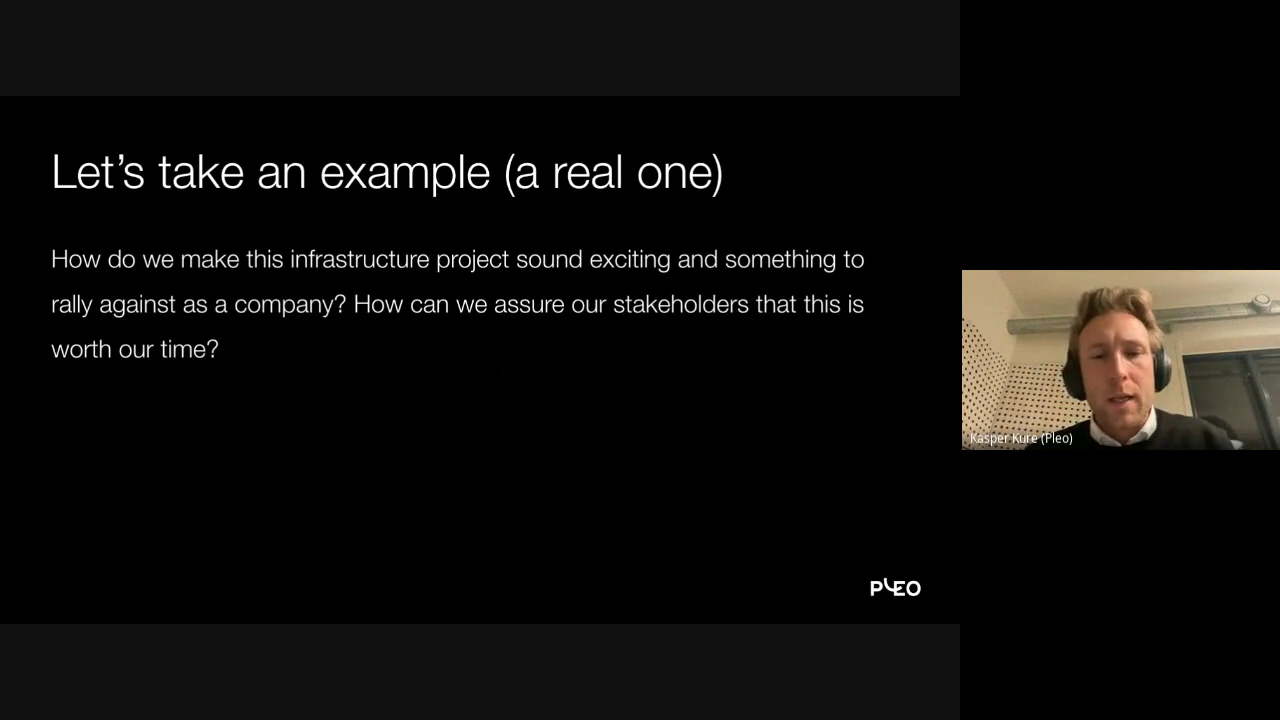 Let’s take an example (a real one)
How do we make this infrastructure project sound exciting and something to
rally against as a company? How can we assure our stakeholders that this is
worth our time?
Kasper Kure (Pleo)
PLEO